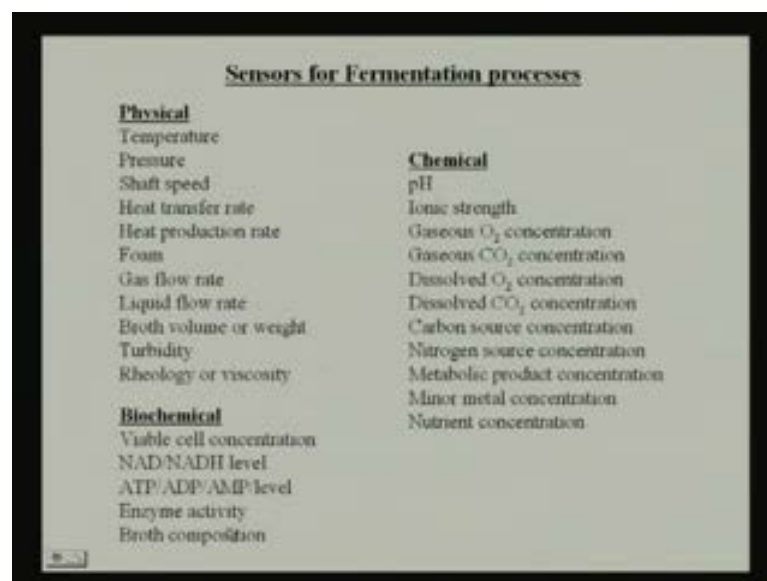 Sensors for Fermentation processes
Physical
Temperature
Pressure
Shaft speed
Heat transfer rate
Heat production rate
Foam
Gas flow rate
Liquid flow rate
Broth volume or weight
Turbidity
Rheology or viscosity
Biochemical
Viable cell concentration
NAD/NADH level
ATP/ADP/AMP/level
Enzyme activity
Broth composition
Chemical
pH
Ionic strength
Gaseous O₂ concentration
Gaseous CO₂ concentration
Dissolved O₂ concentration
Dissolved CO₂ concentration
Carbon source concentration
Nitrogen source concentration
Metabolic product concentration
Minor metal concentration
Nutrient concentration